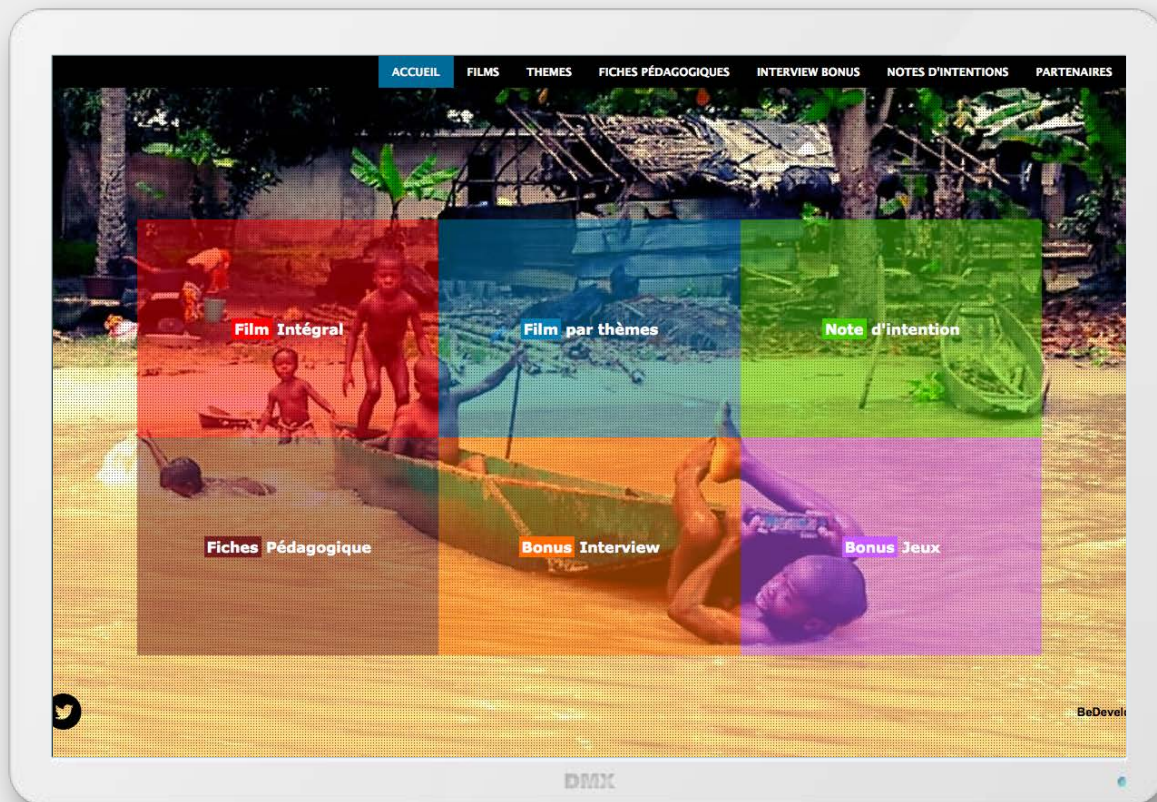 ACCUEIL FILMS THEMES FICHES PÉDAGOGIQUES INTERVIEW BONUS NOTES D'INTENTIONS PARTENAIRES
Film Intégral Film par thèmes Note d'intention
Fiches Pédagogique Bonus Interview Bonus Jeux
BeDevel
DMX